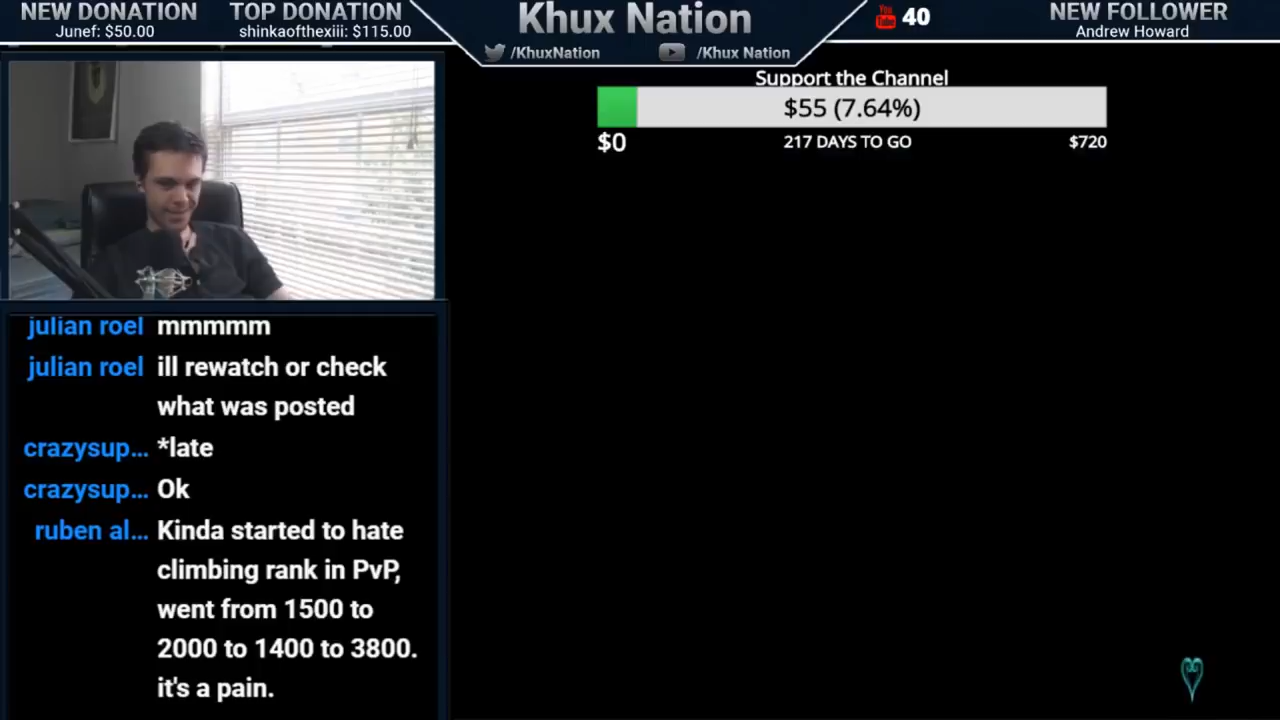 NEW DONATION
Junef: $50.00
TOP DONATION
shinkaofthexiii: $115.00
Khux Nation
/KhuxNation
/Khux Nation
You Tube
40
NEW FOLLOWER
Andrew Howard
Support the Channel
$55 (7.64%)
$0
217 DAYS TO GO
$720
julian roel mmmmm
julian roel ill rewatch or check
what was posted
crazysup... *late
crazysup... Ok
ruben al... Kinda started to hate
climbing rank in PvP,
went from 1500 to
2000 to 1400 to 3800.
it's a pain.